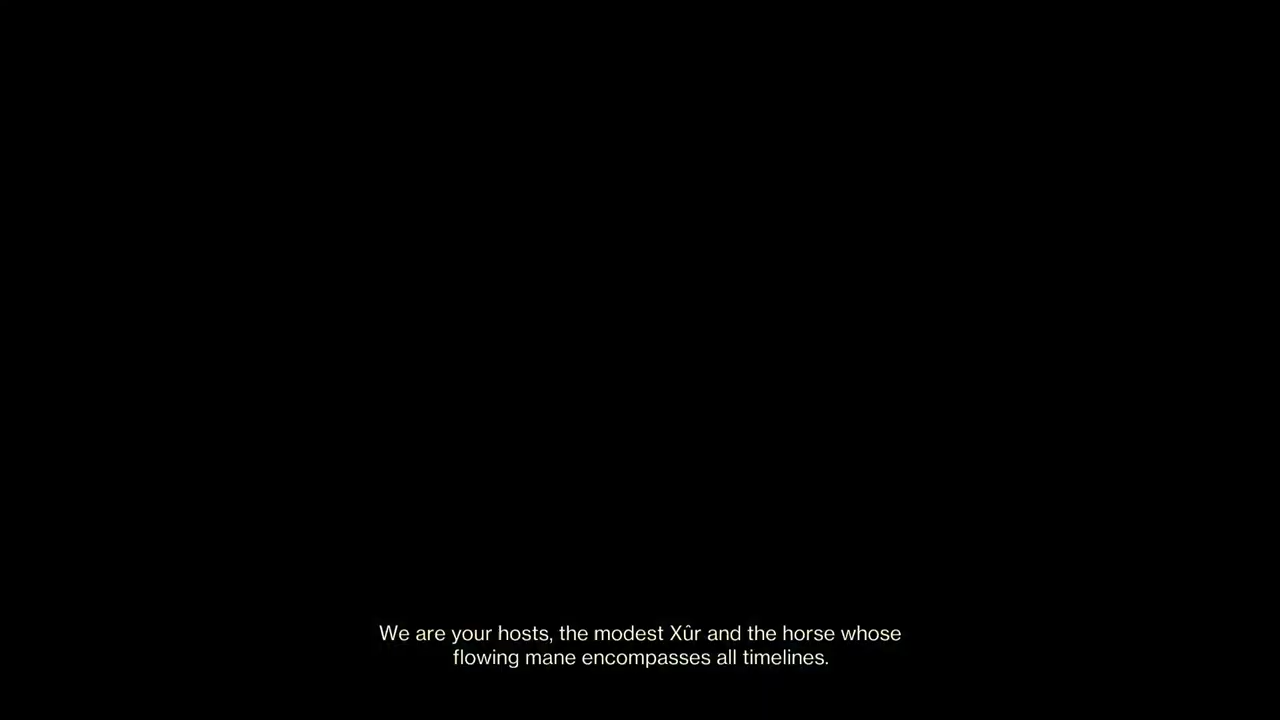 We are your hosts, the modest Xûr and the horse whose
flowing mane encompasses all timelines.